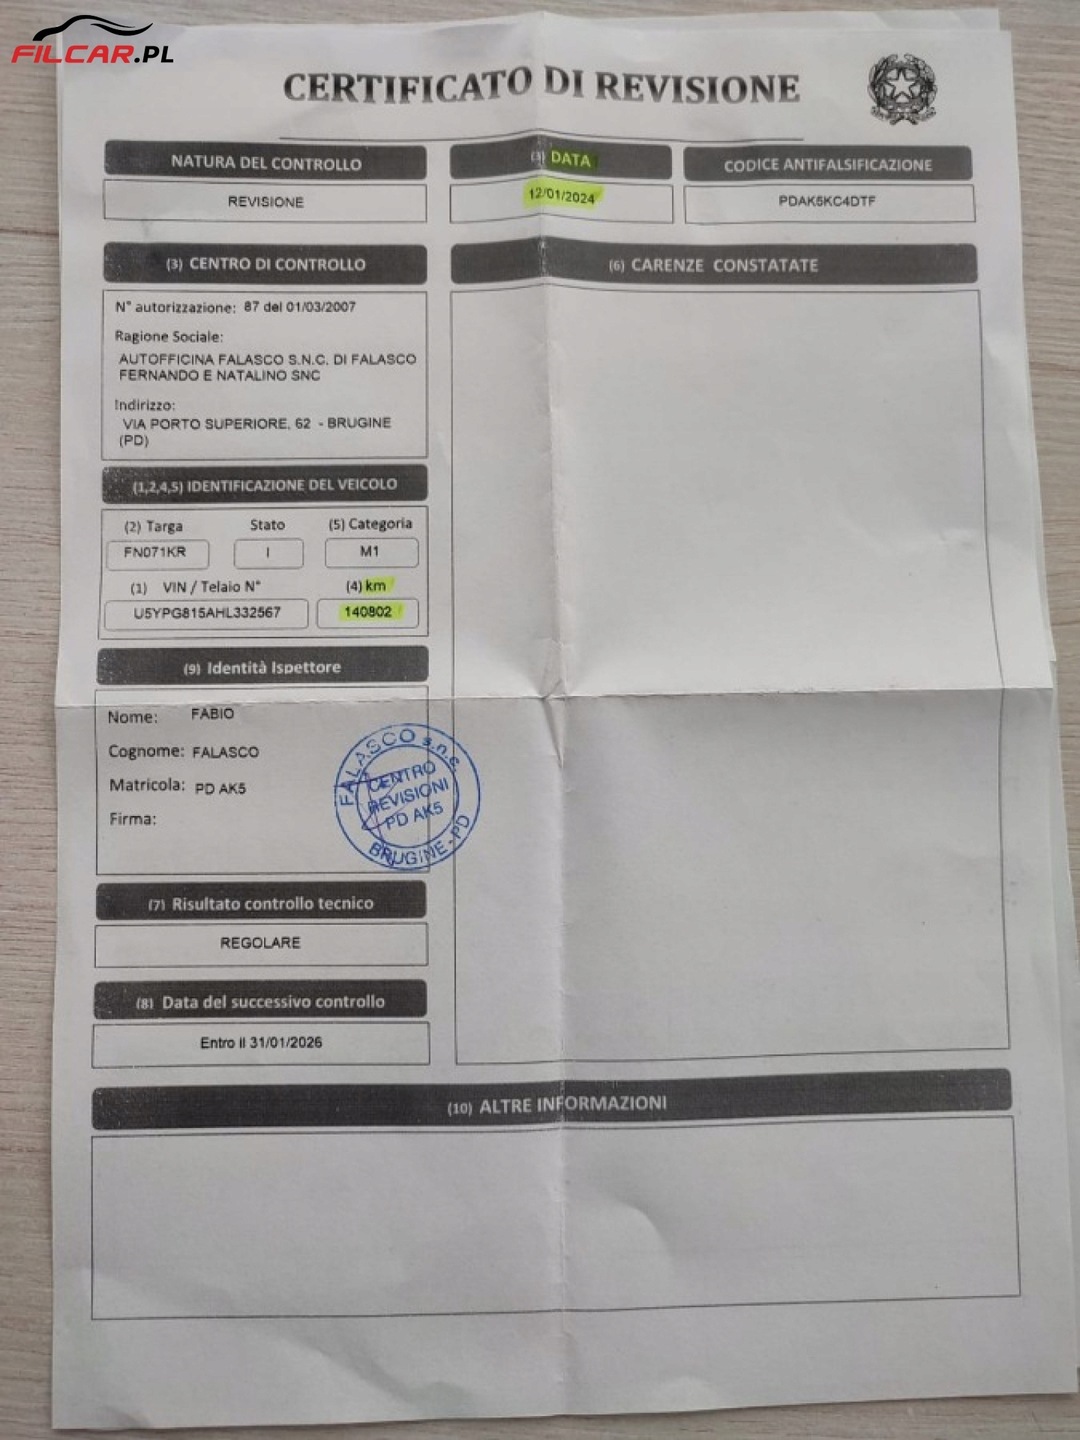 FILCAR.PL
CERTIFICATO DI REVISIONE
NATURA DEL CONTROLLO
REVISIONE
(3) DATA
12/01/2024
CODICE ANTIFALSIFICAZIONE
PDAK5KC4DTF
(3) CENTRO DI CONTROLLO
N° autorizzazione: 87 del 01/03/2007
Ragione Sociale:
AUTOFFICINA FALASCO S.N.C. DI FALASCO
FERNANDO E NATALINO SNC
Indirizzo:
VIA PORTO SUPERIORE, 62 - BRUGINE
(PD)
(1,2,4,5) IDENTIFICAZIONE DEL VEICOLO
(2) Targa Stato (5) Categoria
FN071KR I M1
(1) VIN / Telaio N° (4) km
U5YPG815AHL332567 140802
(9) Identità Ispettore
Nome: FABIO
Cognome: FALASCO
Matricola: PD AK5
Firma:
FALASCO s.n.c.
CENTRO
REVISIONI
PD AK5
BRUGINE - PD
(7) Risultato controllo tecnico
REGOLARE
(8) Data del successivo controllo
Entro il 31/01/2026
(6) CARENZE CONSTATATE
(10) ALTRE INFORMAZIONI